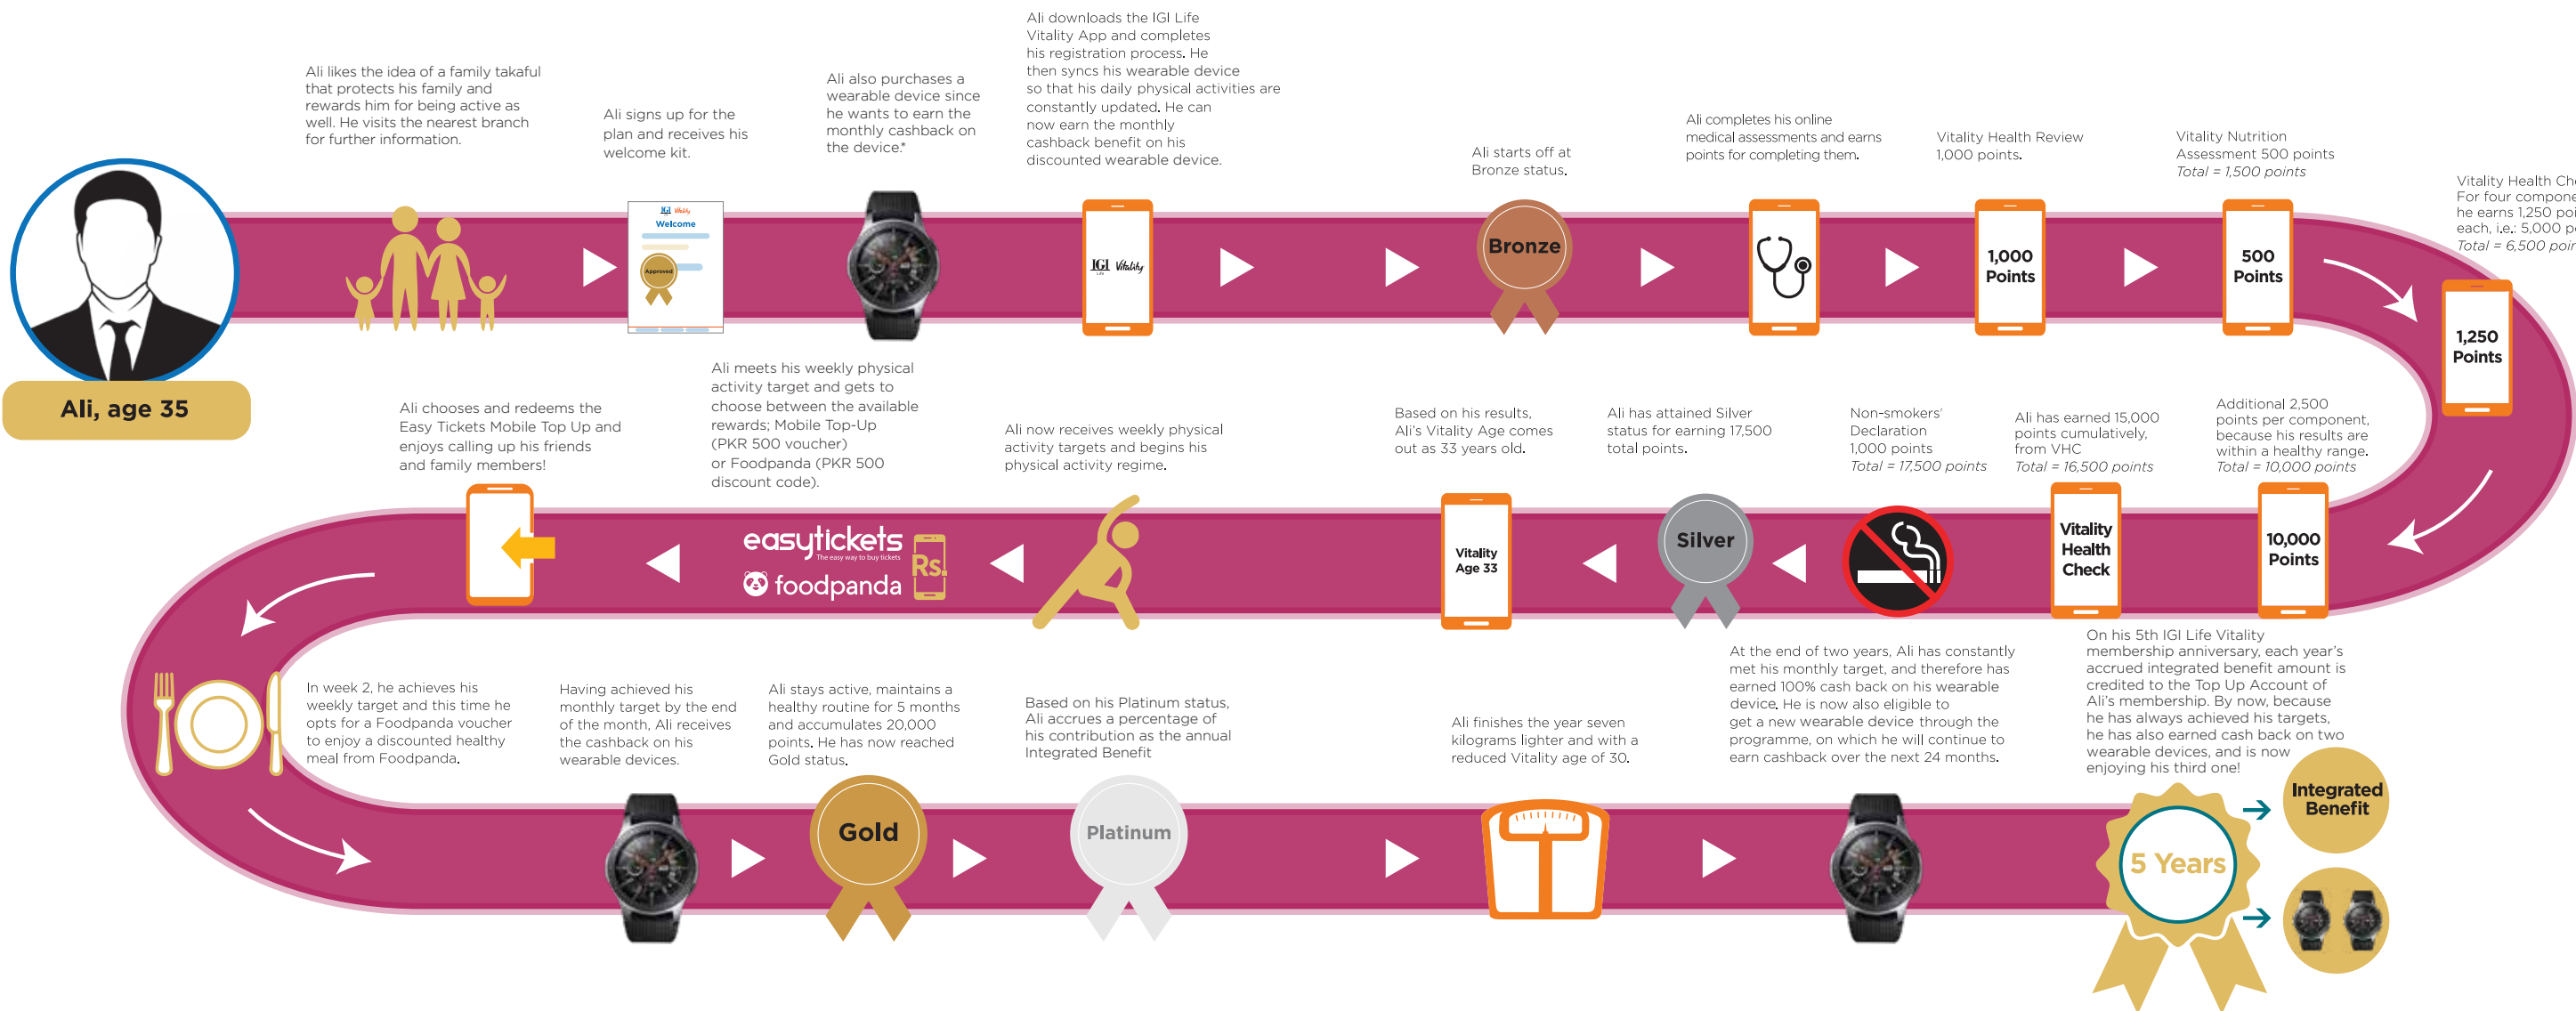 Ali, age 35
Ali likes the idea of a family takaful
that protects his family and
rewards him for being active as
well. He visits the nearest branch
for further information.
Ali signs up for the
plan and receives his
welcome kit.
IGI Vitality
Welcome
Approved
Ali also purchases a
wearable device since
he wants to earn the
monthly cashback on
the device.*
Ali downloads the IGI Life
Vitality App and completes
his registration process. He
then syncs his wearable device
so that his daily physical activities are
constantly updated. He can
now earn the monthly
cashback benefit on his
discounted wearable device.
IGI Vitality
LIFE
Ali starts off at
Bronze status.
Bronze
Ali completes his online
medical assessments and earns
points for completing them.
Vitality Health Review
1,000 points.
1,000
Points
Vitality Nutrition
Assessment 500 points
Total = 1,500 points
500
Points
Vitality Health
For four
he earns 1,250
each, i.e.: 5,000
Total = 6,500
1,250
Points
Additional 2,500
points per component,
because his results are
within a healthy range.
Total = 10,000 points
10,000
Points
Ali has earned 15,000
points cumulatively,
from VHC
Total = 16,500 points
Vitality
Health
Check
Non-smokers'
Declaration
1,000 points
Total = 17,500 points
Ali has attained Silver
status for earning 17,500
total points.
Silver
Based on his results,
Ali's Vitality Age comes
out as 33 years old.
Vitality
Age 33
Ali now receives weekly physical
activity targets and begins his
physical activity regime.
Ali meets his weekly physical
activity target and gets to
choose between the available
rewards; Mobile Top-Up
(PKR 500 voucher)
or Foodpanda (PKR 500
discount code).
easytickets
The easy way to buy tickets
foodpanda
Rs.
Ali chooses and redeems the
Easy Tickets Mobile Top Up and
enjoys calling up his friends
and family members!
In week 2, he achieves his
weekly target and this time he
opts for a Foodpanda voucher
to enjoy a discounted healthy
meal from Foodpanda.
Having achieved his
monthly target by the end
of the month, Ali receives
the cashback on his
wearable devices.
Ali stays active, maintains a
healthy routine for 5 months
and accumulates 20,000
points. He has now reached
Gold status.
Gold
Based on his Platinum status,
Ali accrues a percentage of
his contribution as the annual
Integrated Benefit
Platinum
Ali finishes the year seven
kilograms lighter and with a
reduced Vitality age of 30.
At the end of two years, Ali has constantly
met his monthly target, and therefore has
earned 100% cash back on his wearable
device. He is now also eligible to
get a new wearable device through the
programme, on which he will continue to
earn cashback over the next 24 months.
On his 5th IGI Life Vitality
membership anniversary, each year's
accrued integrated benefit amount is
credited to the Top Up Account of
Ali's membership. By now, because
he has always achieved his targets,
he has also earned cash back on two
wearable devices, and is now
enjoying his third one!
5 Years
Integrated
Benefit